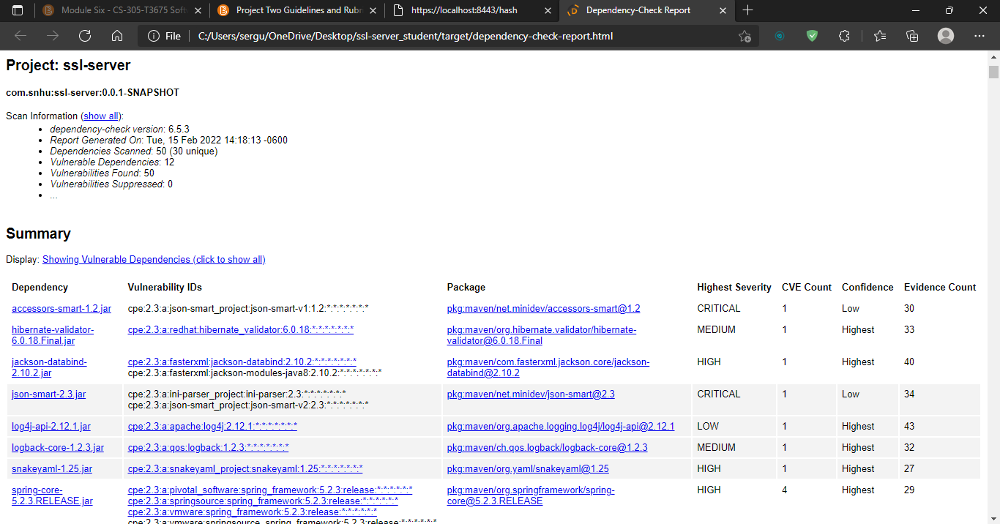 Module Six - CS-305-T3675 Soft
Project Two Guidelines and Rubri
https://localhost:8443/hash
Dependency-Check Report
File
C:/Users/sergu/OneDrive/Desktop/ssl-server_student/target/dependency-check-report.html
Project: ssl-server
com.snhu:ssl-server:0.0.1-SNAPSHOT
Scan Information (show all):
• dependency-check version: 6.5.3
• Report Generated On: Tue, 15 Feb 2022 14:18:13 -0600
• Dependencies Scanned: 50 (30 unique)
• Vulnerable Dependencies: 12
• Vulnerabilities Found: 50
• Vulnerabilities Suppressed: 0
• ...
Summary
Display: Showing Vulnerable Dependencies (click to show all)
Dependency Vulnerability IDs Package Highest Severity CVE Count Confidence Evidence Count
accessors-smart-1.2.jar cpe:2.3:a:json-smart_project:json-smart-v1:1.2:*:*:*:*:*:*:* pkg:maven/net.minidev/accessors-smart@1.2 CRITICAL 1 Low 30
hibernate-validator- cpe:2.3:a:redhat:hibernate_validator:6.0.18:*:*:*:*:*:*:* pkg:maven/org.hibernate.validator/hibernate- MEDIUM 1 Highest 33
6.0.18.Final.jar validator@6.0.18.Final
jackson-databind- cpe:2.3:a:fasterxml:jackson-databind:2.10.2:*:*:*:*:*:*:* pkg:maven/com.fasterxml.jackson.core/jackson- HIGH 1 Highest 40
2.10.2.jar cpe:2.3:a:fasterxml:jackson-modules-java8:2.10.2:*:*:*:*:*:*:* databind@2.10.2
json-smart-2.3.jar cpe:2.3:a:ini-parser_project:ini-parser:2.3:*:*:*:*:*:*:* pkg:maven/net.minidev/json-smart@2.3 CRITICAL 1 Low 34
cpe:2.3:a:json-smart_project:json-smart-v2:2.3:*:*:*:*:*:*:*
log4j-api-2.12.1.jar cpe:2.3:a:apache:log4j:2.12.1:*:*:*:*:*:*:* pkg:maven/org.apache.logging.log4j/log4j-api@2.12.1 LOW 1 Highest 43
logback-core-1.2.3.jar cpe:2.3:a:qos:logback:1.2.3:*:*:*:*:*:*:* pkg:maven/ch.qos.logback/logback-core@1.2.3 MEDIUM 1 Highest 32
snakeyaml-1.25.jar cpe:2.3:a:snakeyaml_project:snakeyaml:1.25:*:*:*:*:*:*:* pkg:maven/org.yaml/snakeyaml@1.25 HIGH 1 Highest 27
spring-core- cpe:2.3:a:pivotal_software:spring_framework:5.2.3:release:*:*:*:*:*:* pkg:maven/org.springframework/spring- HIGH 4 Highest 29
5.2.3.RELEASE.jar cpe:2.3:a:springsource:spring_framework:5.2.3:release:*:*:*:*:*:* core@5.2.3.RELEASE
cpe:2.3:a:vmware:spring_framework:5.2.3:release:*:*:*:*:*:*
cpe:2.3:a:vmware:springsource_spring_framework:5.2.3:release:*:*:*:*:*:*